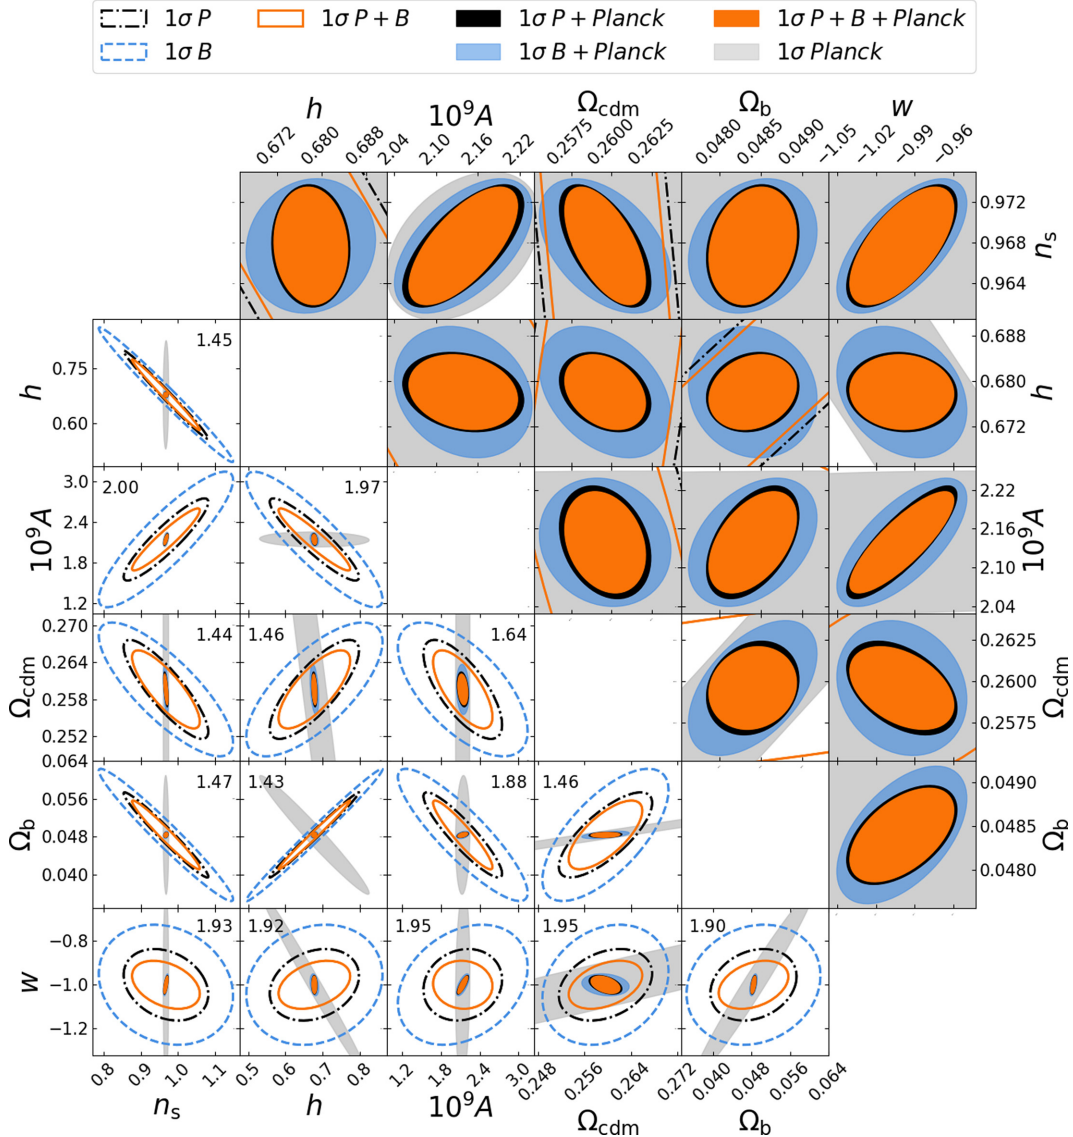 1σ P 1σ P + B 1σ P + Planck 1σ P + B + Planck
1σ B 1σ B + Planck 1σ Planck
h 10⁹A Ω_cdm Ω_b w
0.672 0.680 0.688 2.04 2.10 2.16 2.22 0.2575 0.2600 0.2625 0.0480 0.0485 0.0490 −1.05 −1.02 −0.99 −0.96
0.972
0.968 n_s
0.964
1.45 0.688
h 0.75 0.680 h
0.60 0.672
3.0 2.00 1.97 2.22
10⁹A 2.4 2.16 10⁹A
1.8 2.10
1.2 2.04
0.270 1.44 1.46 1.64 0.2625
Ω_cdm 0.264 0.2600 Ω_cdm
0.258 0.2575
0.252
0.064 1.47 1.43 1.88 1.46 0.0490
Ω_b 0.056 0.0485 Ω_b
0.048 0.0480
0.040
1.93 1.92 1.95 1.95 1.90
−0.8
w −1.0
−1.2
0.8 0.9 1.0 1.1 0.6 0.7 0.8 1.2 1.8 2.4 3.0 0.248 0.256 0.264 0.272 0.040 0.048 0.056 0.064
n_s h 10⁹A Ω_cdm Ω_b